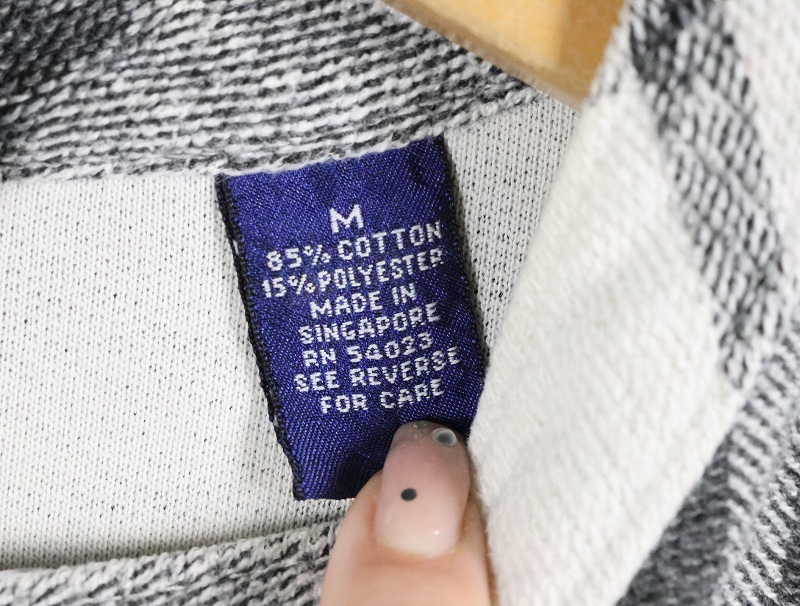 M
85% COTTON
15% POLYESTER
MADE IN
SINGAPORE
RN 54023
SEE REVERSE
FOR CARE